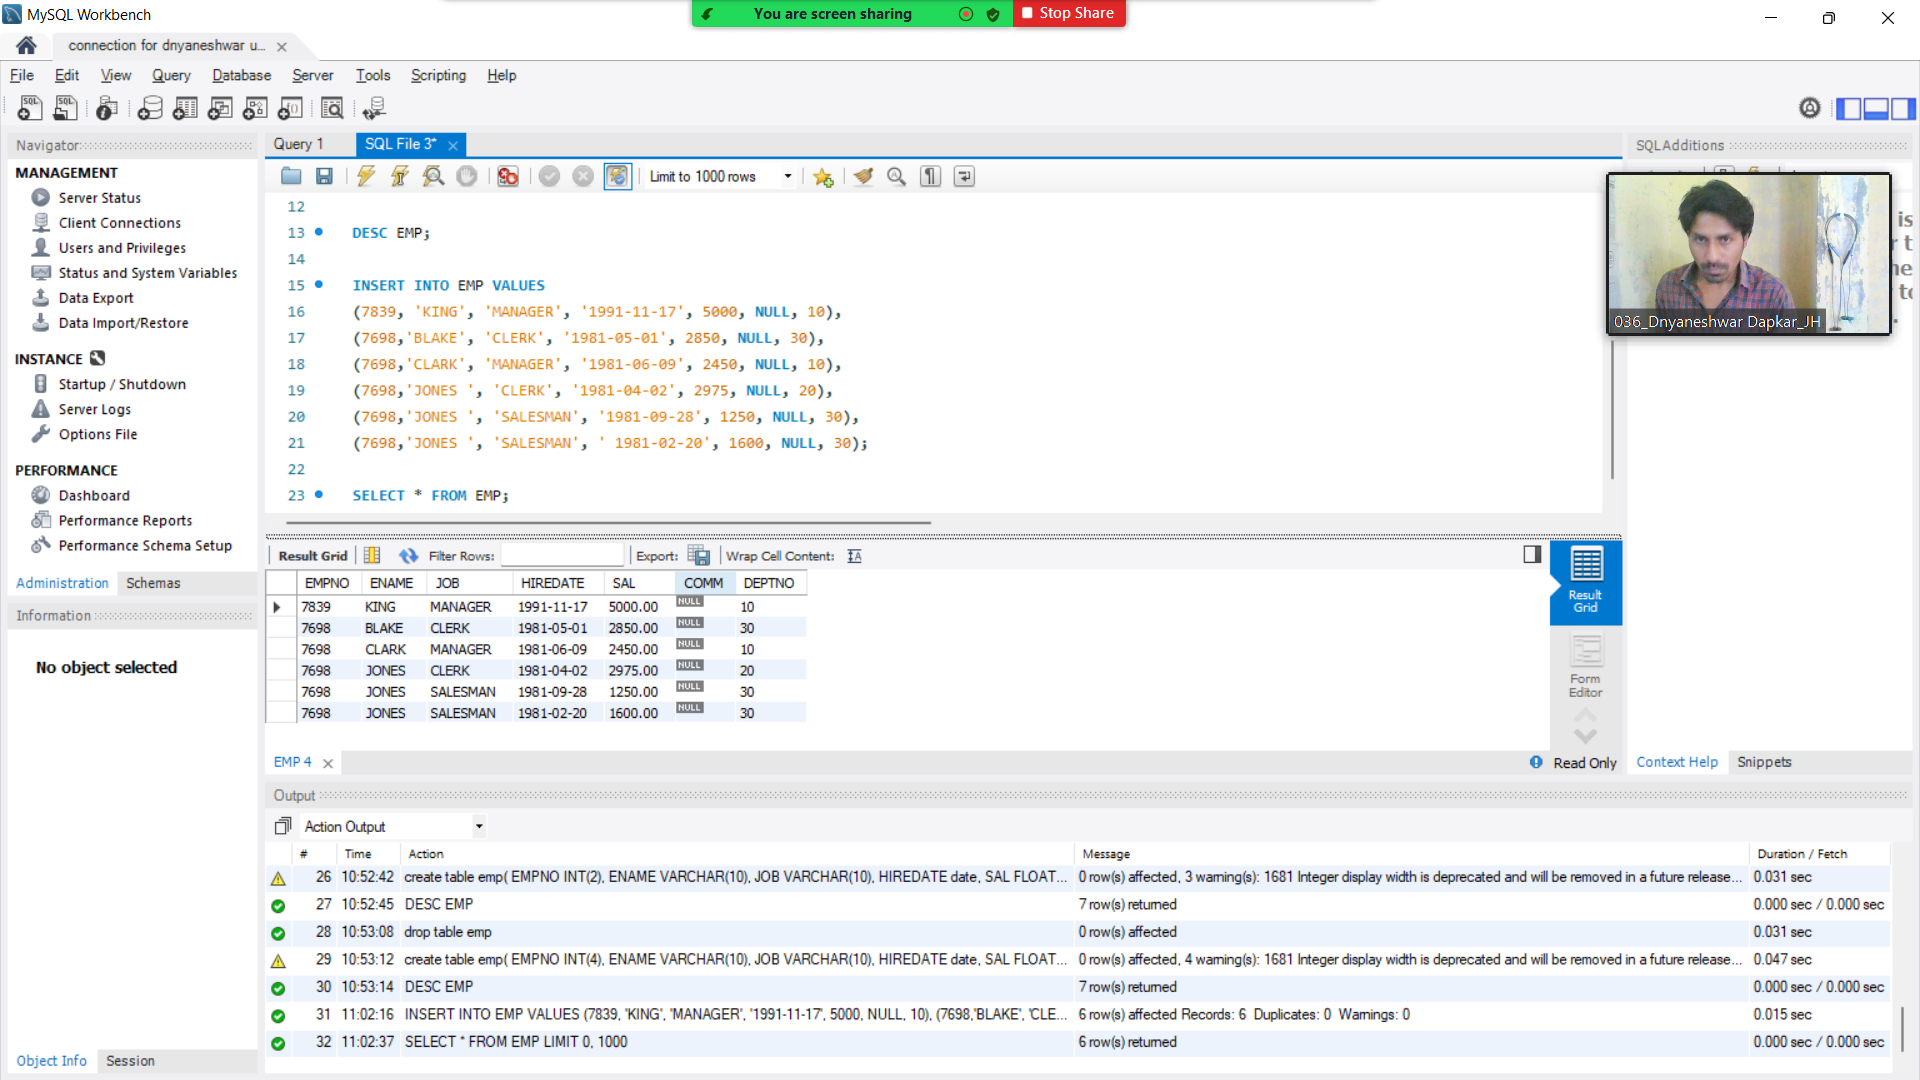 MySQL Workbench
You are screen sharing
Stop Share
connection for dnyaneshwar u...
File Edit View Query Database Server Tools Scripting Help
Navigator
MANAGEMENT
Server Status
Client Connections
Users and Privileges
Status and System Variables
Data Export
Data Import/Restore
INSTANCE
Startup / Shutdown
Server Logs
Options File
PERFORMANCE
Dashboard
Performance Reports
Performance Schema Setup
Administration Schemas
Information
No object selected
Object Info Session
Query 1 SQL File 3*
Limit to 1000 rows
12
13 DESC EMP;
14
15 INSERT INTO EMP VALUES
16 (7839, 'KING', 'MANAGER', '1991-11-17', 5000, NULL, 10),
17 (7698,'BLAKE', 'CLERK', '1981-05-01', 2850, NULL, 30),
18 (7698,'CLARK', 'MANAGER', '1981-06-09', 2450, NULL, 10),
19 (7698,'JONES ', 'CLERK', '1981-04-02', 2975, NULL, 20),
20 (7698,'JONES ', 'SALESMAN', '1981-09-28', 1250, NULL, 30),
21 (7698,'JONES ', 'SALESMAN', ' 1981-02-20', 1600, NULL, 30);
22
23 SELECT * FROM EMP;
Result Grid Filter Rows: Export: Wrap Cell Content:
EMPNO ENAME JOB HIREDATE SAL COMM DEPTNO
7839 KING MANAGER 1991-11-17 5000.00 NULL 10
7698 BLAKE CLERK 1981-05-01 2850.00 NULL 30
7698 CLARK MANAGER 1981-06-09 2450.00 NULL 10
7698 JONES CLERK 1981-04-02 2975.00 NULL 20
7698 JONES SALESMAN 1981-09-28 1250.00 NULL 30
7698 JONES SALESMAN 1981-02-20 1600.00 NULL 30
Result
Grid
Form
Editor
EMP 4
Read Only
SQLAdditions
036_Dnyaneshwar Dapkar_JH
Context Help Snippets
Output
Action Output
# Time Action Message Duration / Fetch
26 10:52:42 create table emp( EMPNO INT(2), ENAME VARCHAR(10), JOB VARCHAR(10), HIREDATE date, SAL FLOAT... 0 row(s) affected, 3 warning(s): 1681 Integer display width is deprecated and will be removed in a future release... 0.031 sec
27 10:52:45 DESC EMP 7 row(s) returned 0.000 sec / 0.000 sec
28 10:53:08 drop table emp 0 row(s) affected 0.031 sec
29 10:53:12 create table emp( EMPNO INT(4), ENAME VARCHAR(10), JOB VARCHAR(10), HIREDATE date, SAL FLOAT... 0 row(s) affected, 4 warning(s): 1681 Integer display width is deprecated and will be removed in a future release... 0.047 sec
30 10:53:14 DESC EMP 7 row(s) returned 0.000 sec / 0.000 sec
31 11:02:16 INSERT INTO EMP VALUES (7839, 'KING', 'MANAGER', '1991-11-17', 5000, NULL, 10), (7698,'BLAKE', 'CLE... 6 row(s) affected Records: 6 Duplicates: 0 Warnings: 0 0.015 sec
32 11:02:37 SELECT * FROM EMP LIMIT 0, 1000 6 row(s) returned 0.000 sec / 0.000 sec